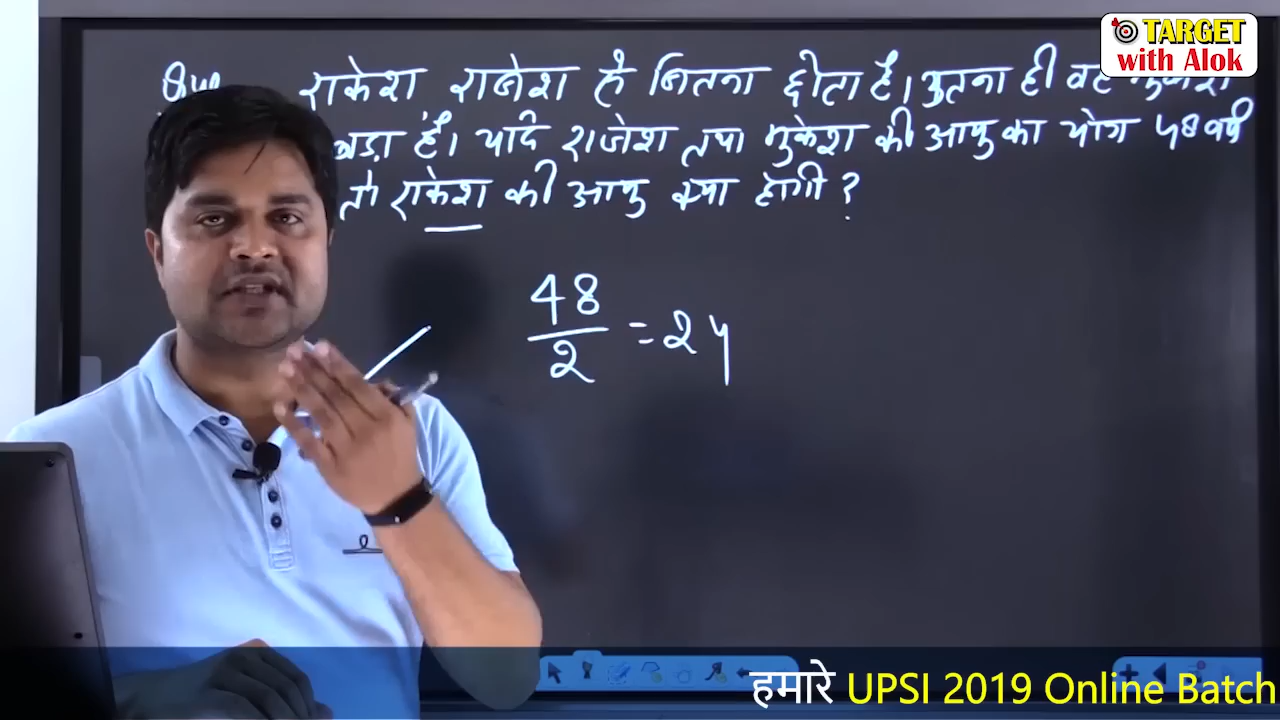 TARGET
with Alok
Que राकेश राजेश से जितना छोटा है। उतना ही वह मुकेश
बड़ा है। यदि राजेश तथा मुकेश की आयु का योग 48 वर्ष
तो राकेश की आयु क्या होगी ?
48
2
= 24
हमारे UPSI 2019 Online Batch